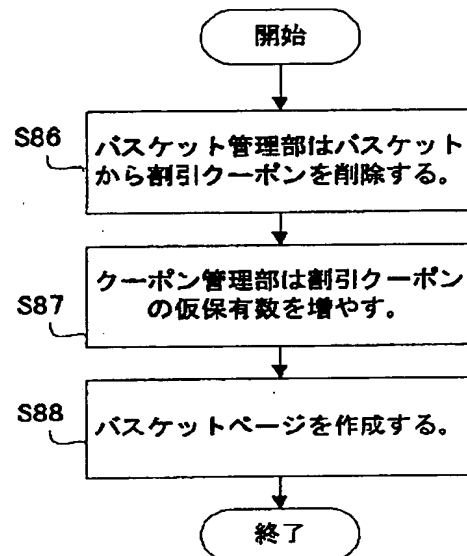 開始
S86
バスケット管理部はバスケット
から割引クーポンを削除する。
S87
クーポン管理部は割引クーポン
の仮保有数を増やす。
S88
バスケットページを作成する。
終了